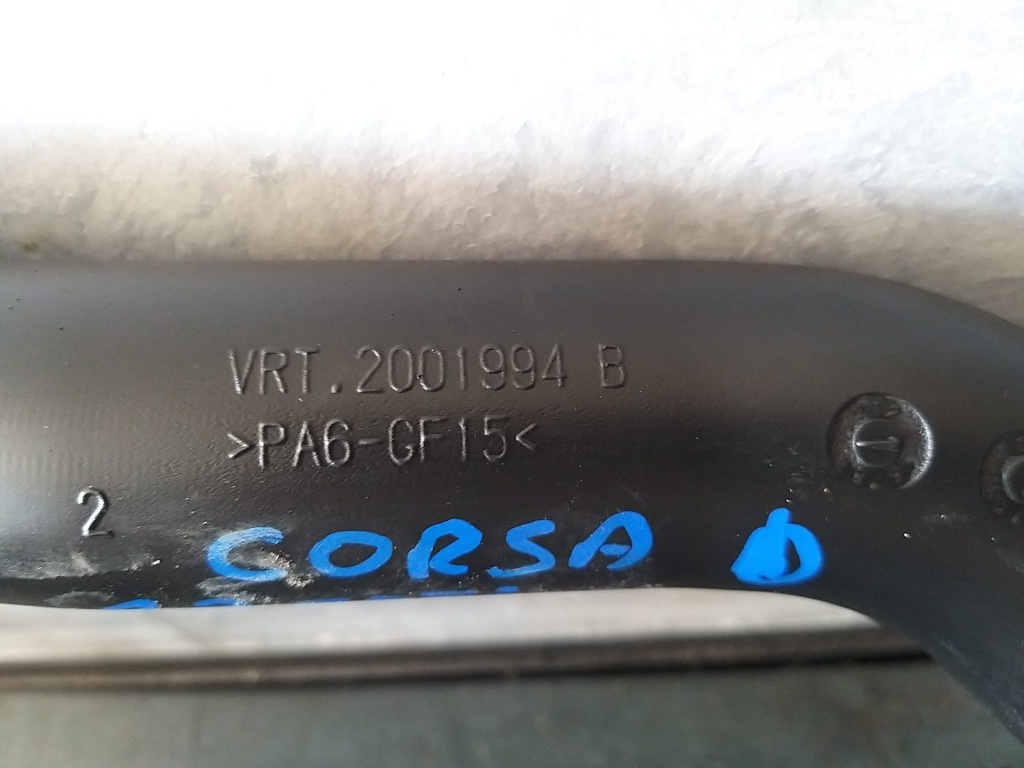 VRT.2001994 B
>PA6-GF15<
2
CORSA D